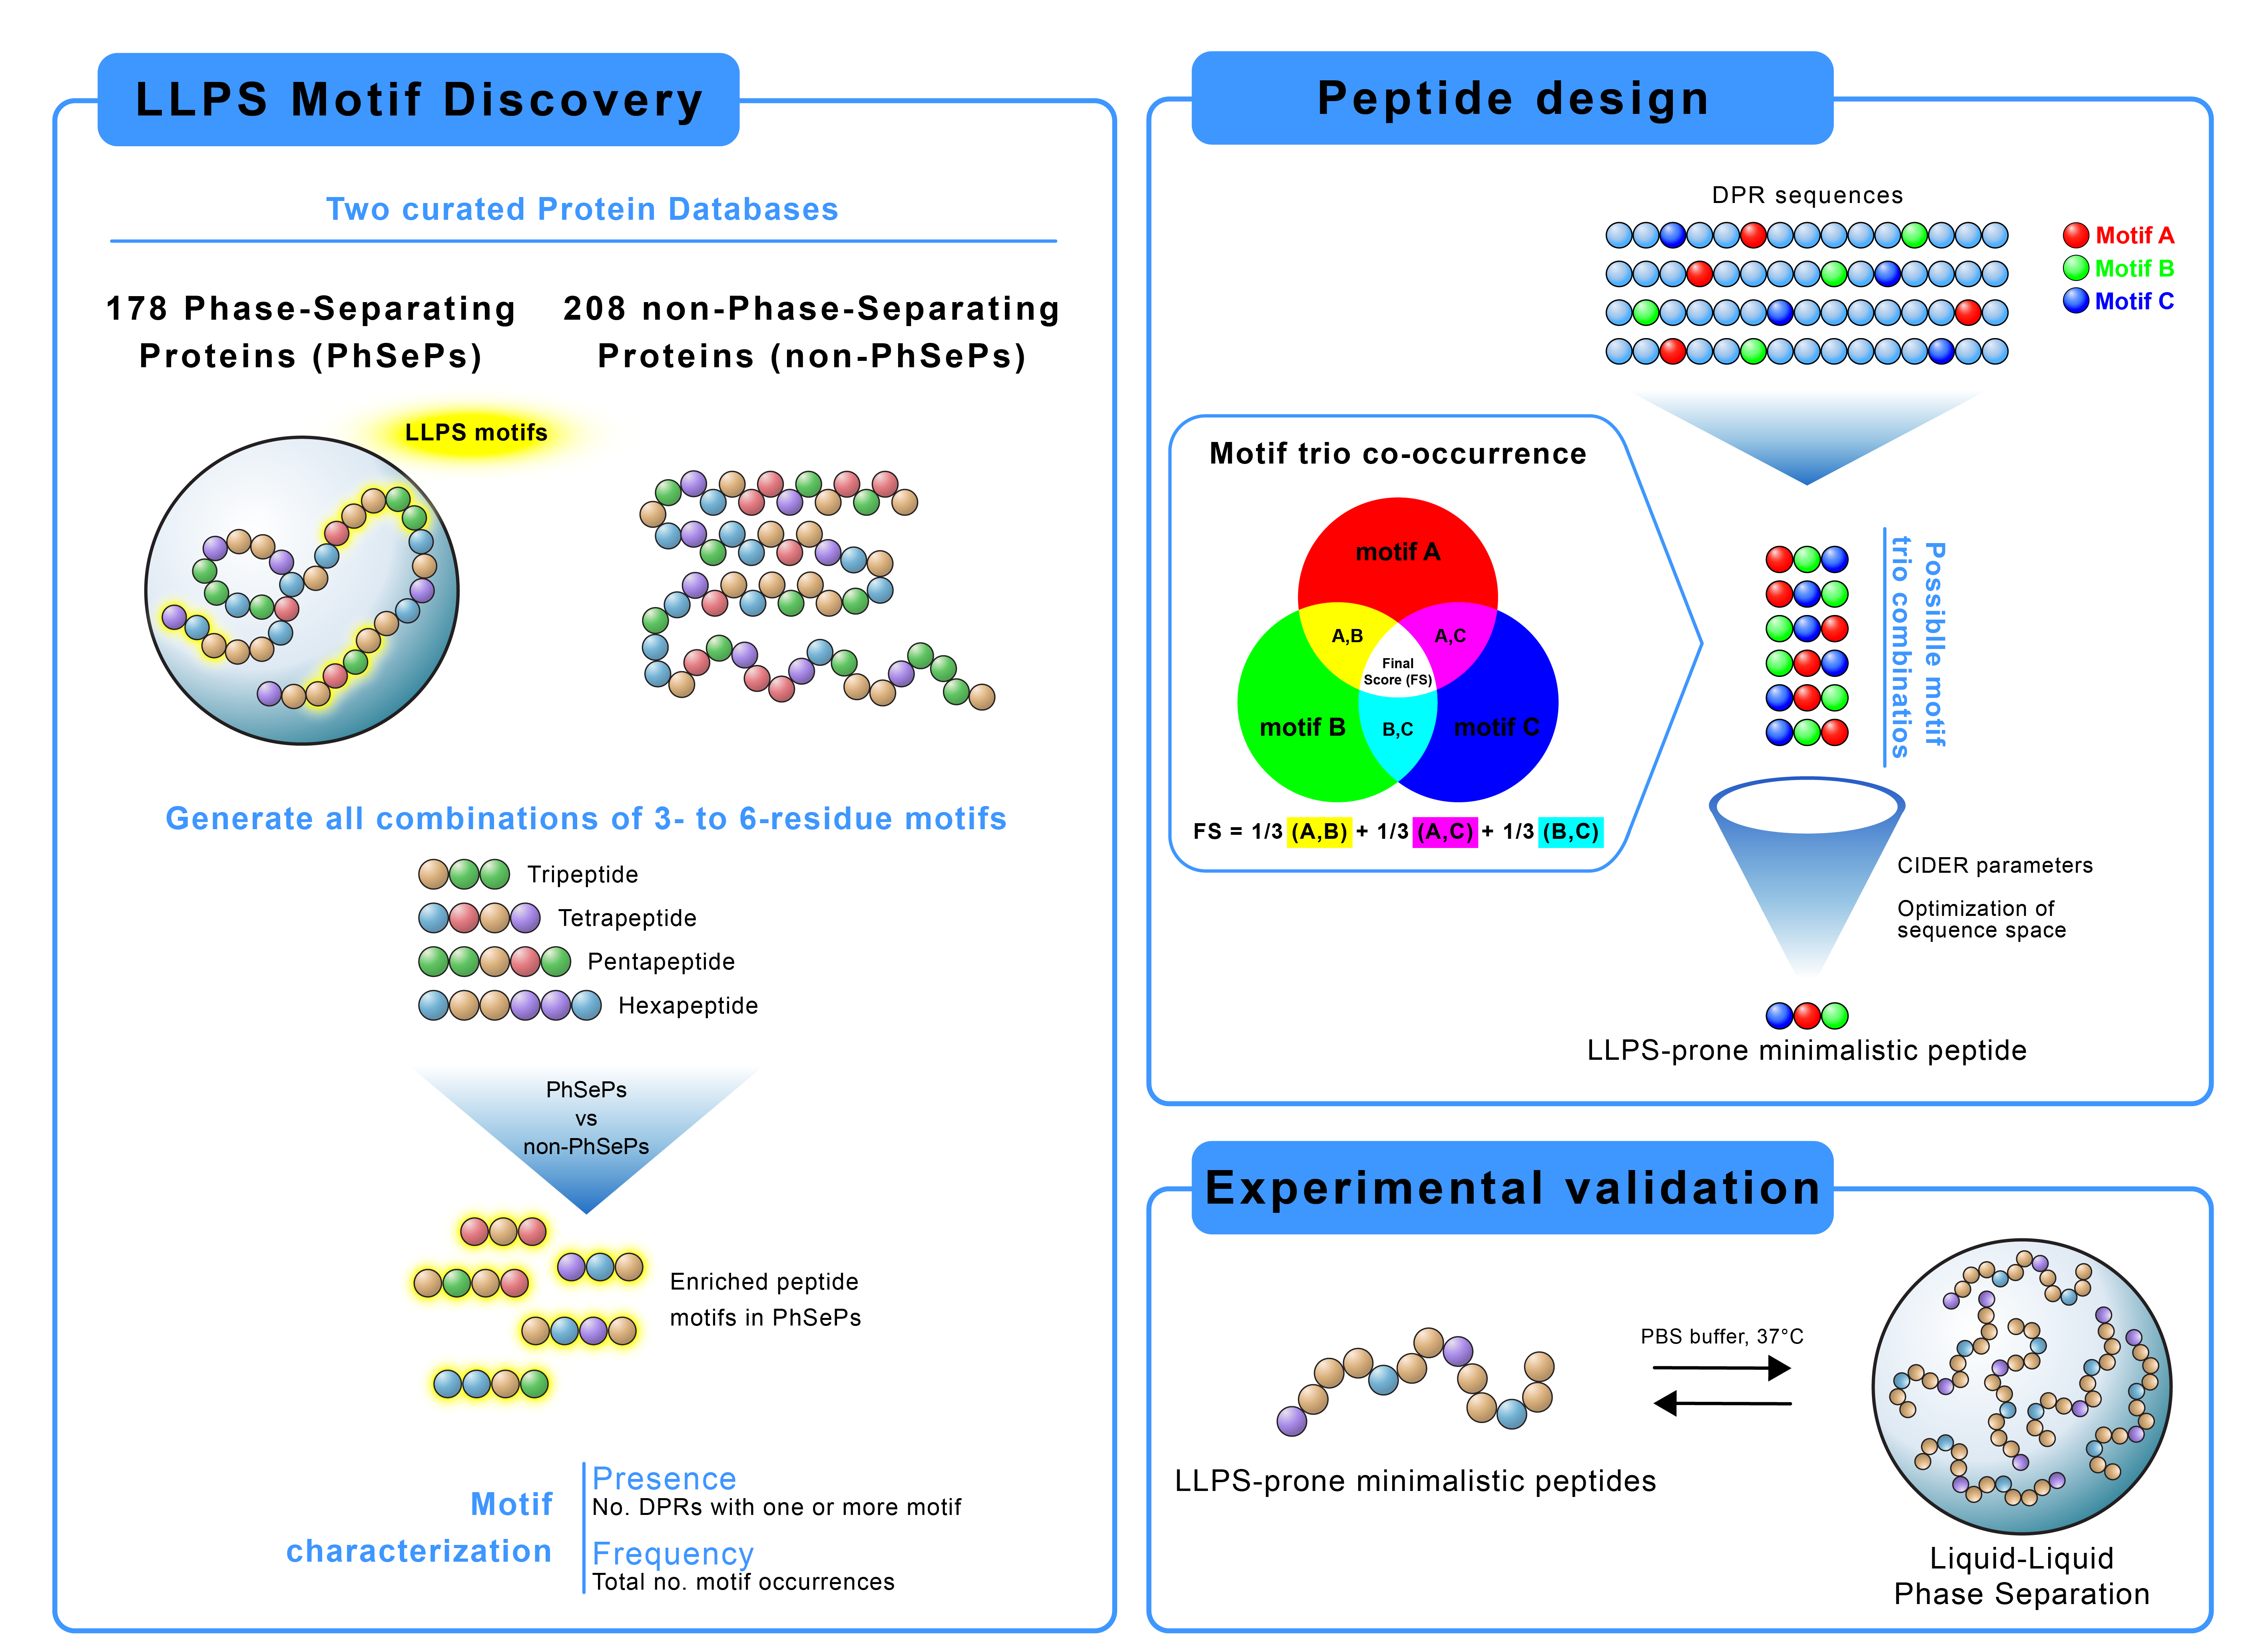 LLPS Motif Discovery
Two curated Protein Databases
178 Phase-Separating
Proteins (PhSePs)
208 non-Phase-Separating
Proteins (non-PhSePs)
LLPS motifs
Generate all combinations of 3- to 6-residue motifs
Tripeptide
Tetrapeptide
Pentapeptide
Hexapeptide
PhSePs
vs
non-PhSePs
Enriched peptide
motifs in PhSePs
Motif
characterization
Presence
No. DPRs with one or more motif
Frequency
Total no. motif occurrences
Peptide design
DPR sequences
Motif A
Motif B
Motif C
Motif trio co-occurrence
motif A
A,B
A,C
Final
Score (FS)
motif B
B,C
motif C
FS = 1/3 (A,B) + 1/3 (A,C) + 1/3 (B,C)
Possiblle motif
trio combinatios
CIDER parameters
Optimization of
sequence space
LLPS-prone minimalistic peptide
Experimental validation
PBS buffer, 37°C
LLPS-prone minimalistic peptides
Liquid-Liquid
Phase Separation